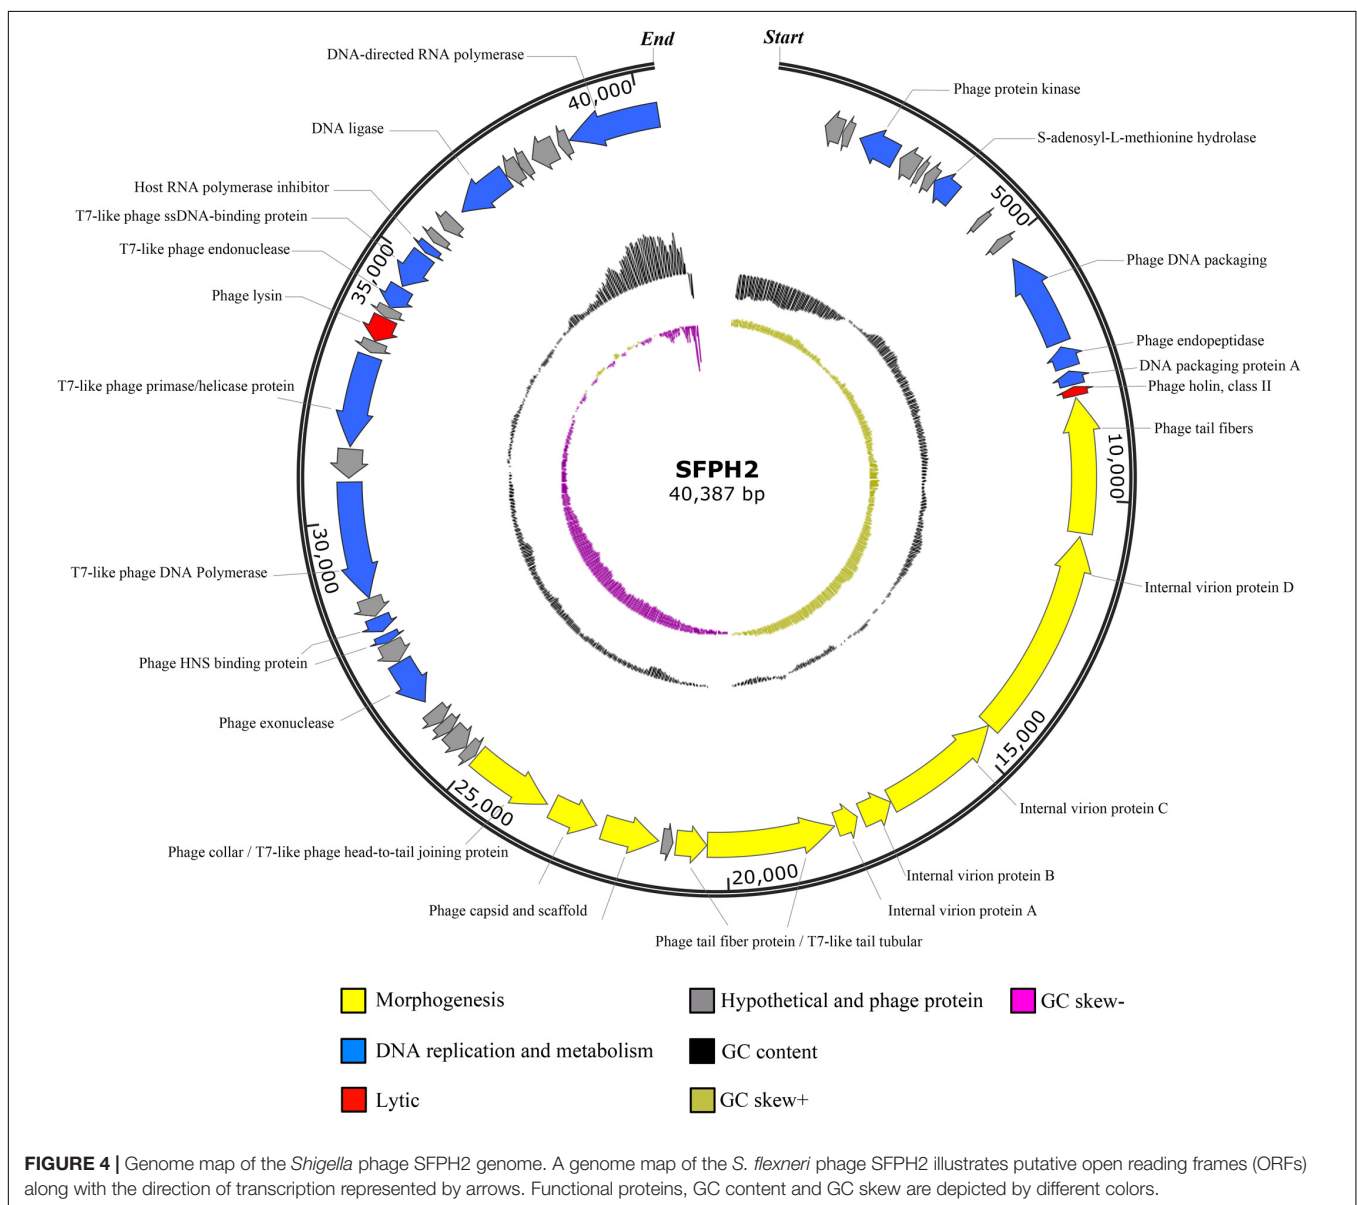 End
Start
DNA-directed RNA polymerase
40,000
Phage protein kinase
DNA ligase
S-adenosyl-L-methionine hydrolase
Host RNA polymerase inhibitor
5000
T7-like phage ssDNA-binding protein
T7-like phage endonuclease
35,000
Phage DNA packaging
Phage lysin
Phage endopeptidase
DNA packaging protein A
T7-like phage primase/helicase protein
Phage holin, class II
Phage tail fibers
10,000
SFPH2
40,387 bp
30,000
T7-like phage DNA Polymerase
Internal virion protein D
Phage HNS binding protein
Phage exonuclease
15,000
25,000
Internal virion protein C
Phage collar / T7-like phage head-to-tail joining protein
20,000
Internal virion protein B
Phage capsid and scaffold
Internal virion protein A
Phage tail fiber protein / T7-like tail tubular
Morphogenesis
Hypothetical and phage protein
GC skew-
DNA replication and metabolism
GC content
Lytic
GC skew+
FIGURE 4 | Genome map of the Shigella phage SFPH2 genome. A genome map of the S. flexneri phage SFPH2 illustrates putative open reading frames (ORFs)
along with the direction of transcription represented by arrows. Functional proteins, GC content and GC skew are depicted by different colors.